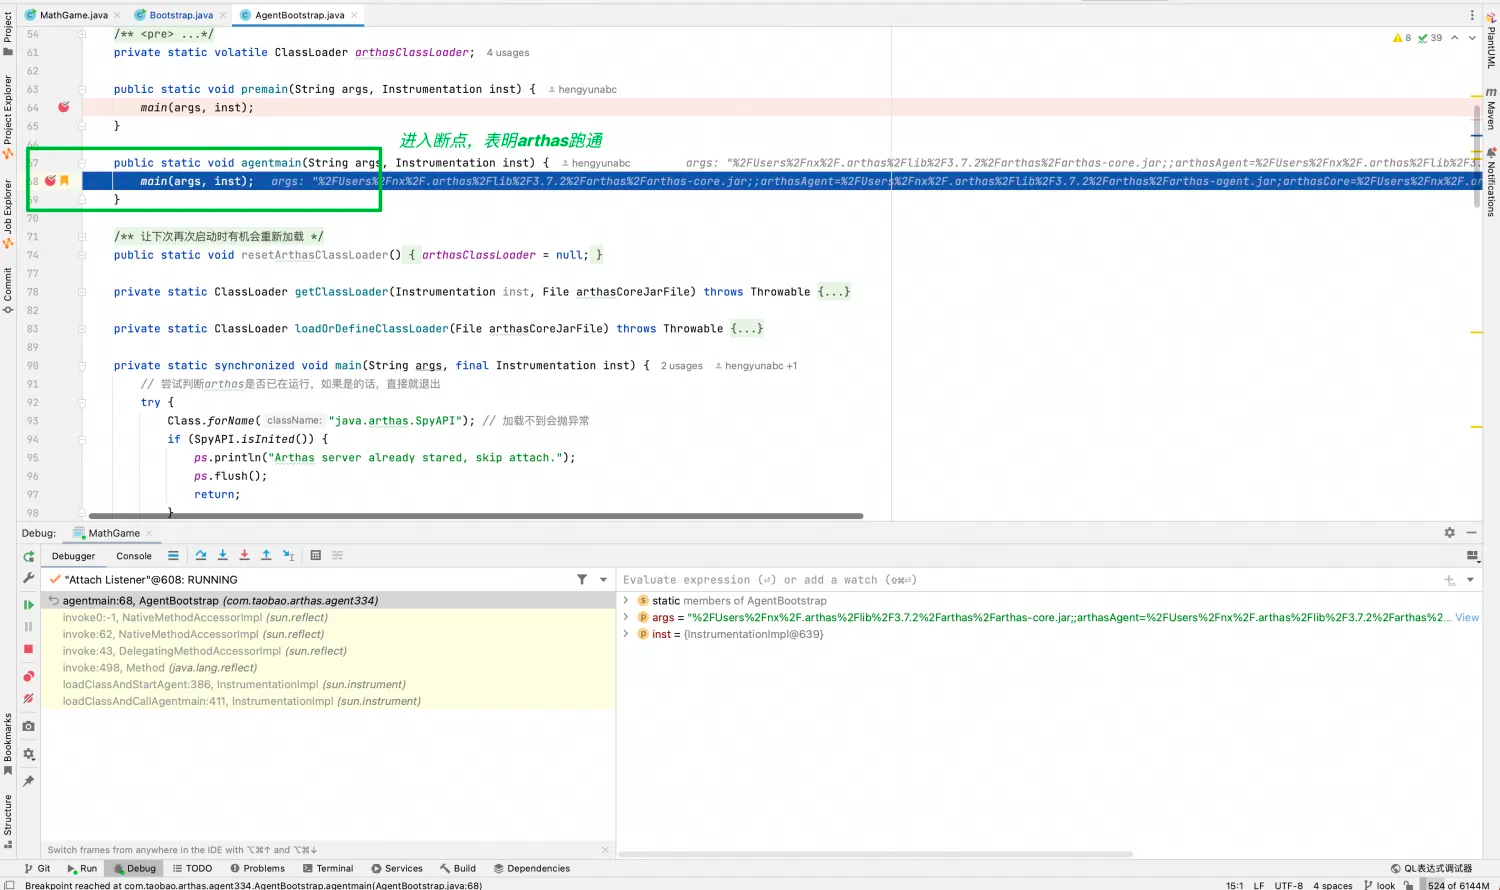 MathGame.java
Bootstrap.java
AgentBootstrap.java
54 /** <pre> ...*/
61 private static volatile ClassLoader arthasClassLoader; 4 usages
62
63 public static void premain(String args, Instrumentation inst) { hengyunabc
64 main(args, inst);
65 }
66
进入断点，表明arthas跑通
67 public static void agentmain(String args, Instrumentation inst) { hengyunabc args: "%2FUsers%2Fnx%2F.arthas%2Flib%2F3.7.2%2Farthas%2Farthas-core.jar;;arthasAgent=%2FUsers%2Fnx%2F.arthas%2Flib%2F3.
68 main(args, inst); args: "%2FUsers%2Fnx%2F.arthas%2Flib%2F3.7.2%2Farthas%2Farthas-core.jar;;arthasAgent=%2FUsers%2Fnx%2F.arthas%2Flib%2F3.7.2%2Farthas%2Farthas-agent.jar;arthasCore=%2FUsers%2Fnx%2F.ar
69 }
70
71 /** 让下次再次启动时有机会重新加载 */
74 public static void resetArthasClassLoader() { arthasClassLoader = null; }
77
78 private static ClassLoader getClassLoader(Instrumentation inst, File arthasCoreJarFile) throws Throwable {...}
82
83 private static ClassLoader loadOrDefineClassLoader(File arthasCoreJarFile) throws Throwable {...}
89
90 private static synchronized void main(String args, final Instrumentation inst) { 2 usages hengyunabc +1
91 // 尝试判断arthas是否已在运行，如果是的话，直接就退出
92 try {
93 Class.forName( className: "java.arthas.SpyAPI"); // 加载不到会抛异常
94 if (SpyAPI.isInited()) {
95 ps.println("Arthas server already stared, skip attach.");
96 ps.flush();
97 return;
98 }
8 39
Project
Project Explorer
Job Explorer
Commit
Bookmarks
Structure
PlantUML
m
Maven
Notifications
Debug: MathGame
Debugger Console
"Attach Listener"@608: RUNNING
agentmain:68, AgentBootstrap (com.taobao.arthas.agent334)
invoke0:-1, NativeMethodAccessorImpl (sun.reflect)
invoke:62, NativeMethodAccessorImpl (sun.reflect)
invoke:43, DelegatingMethodAccessorImpl (sun.reflect)
invoke:498, Method (java.lang.reflect)
loadClassAndStartAgent:386, InstrumentationImpl (sun.instrument)
loadClassAndCallAgentmain:411, InstrumentationImpl (sun.instrument)
Switch frames from anywhere in the IDE with ⌥⌘↑ and ⌥⌘↓
Evaluate expression (⏎) or add a watch (⇧⌘⏎)
static members of AgentBootstrap
args = "%2FUsers%2Fnx%2F.arthas%2Flib%2F3.7.2%2Farthas%2Farthas-core.jar;;arthasAgent=%2FUsers%2Fnx%2F.arthas%2Flib%2F3.7.2%2Farthas%2... View
inst = {InstrumentationImpl@639}
Git Run Debug TODO Problems Terminal Services Build Dependencies QL表达式调试器
Breakpoint reached at com.taobao.arthas.agent334.AgentBootstrap.agentmain(AgentBootstrap.java:68) 15:1 LF UTF-8 4 spaces look 524 of 6144M